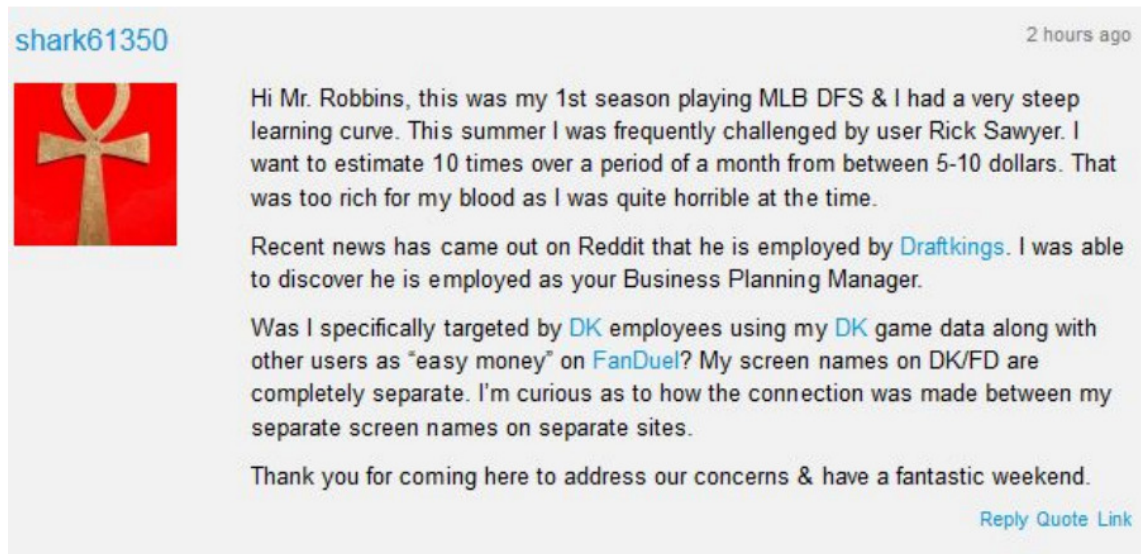 shark61350
2 hours ago
Hi Mr. Robbins, this was my 1st season playing MLB DFS & I had a very steep
learning curve. This summer I was frequently challenged by user Rick Sawyer. I
want to estimate 10 times over a period of a month from between 5-10 dollars. That
was too rich for my blood as I was quite horrible at the time.
Recent news has came out on Reddit that he is employed by Draftkings. I was able
to discover he is employed as your Business Planning Manager.
Was I specifically targeted by DK employees using my DK game data along with
other users as “easy money” on FanDuel? My screen names on DK/FD are
completely separate. I’m curious as to how the connection was made between my
separate screen names on separate sites.
Thank you for coming here to address our concerns & have a fantastic weekend.
Reply Quote Link